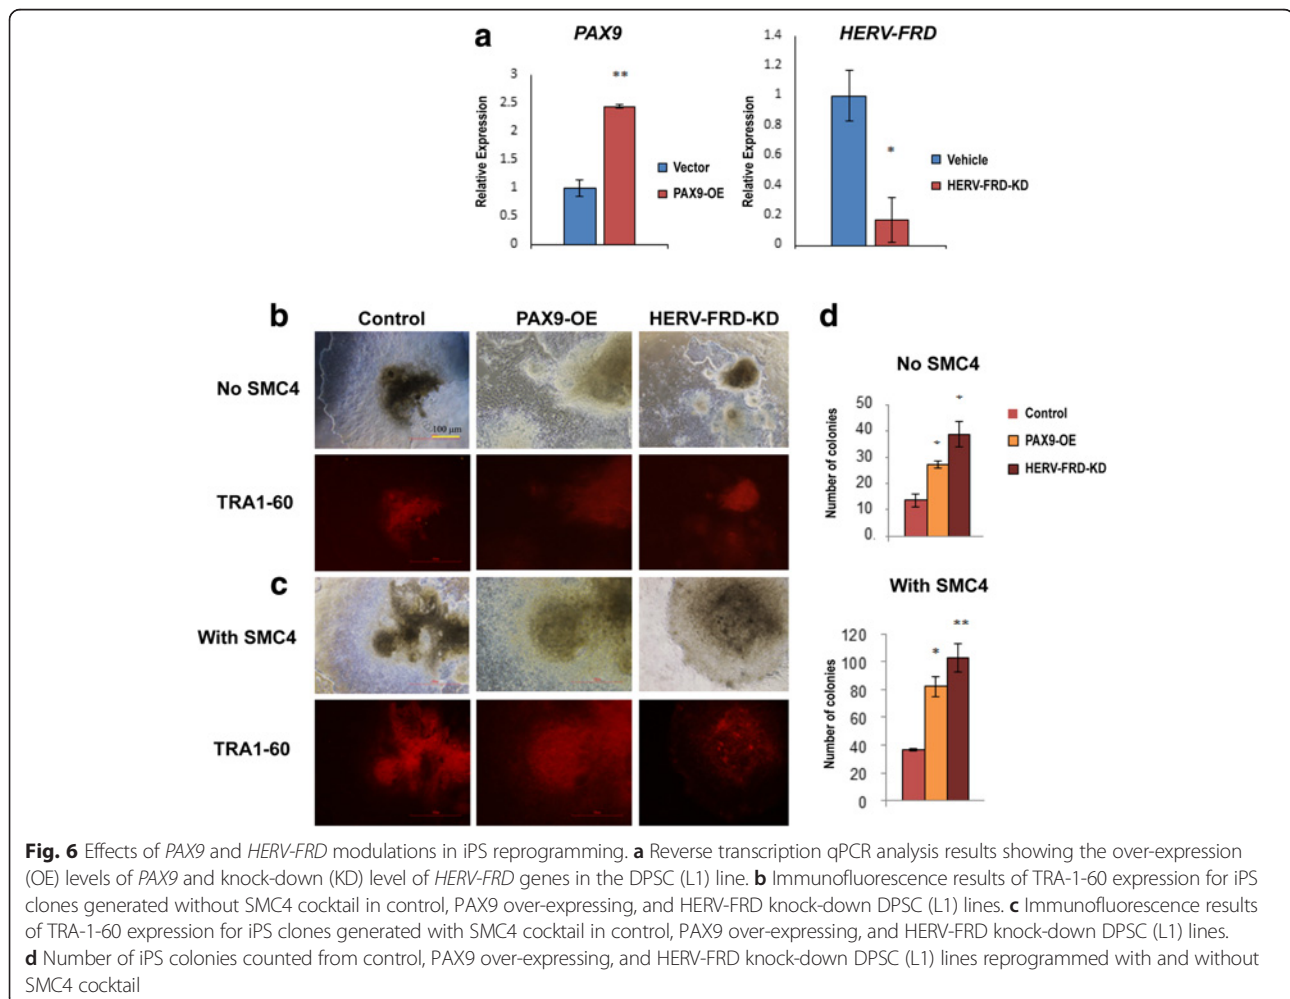 a
PAX9
Relative Expression
3
2.5
2
1.5
1
0.5
0
**
Vector
PAX9-OE
HERV-FRD
Relative Expression
1.4
1.2
1
0.8
0.6
0.4
0.2
0
*
Vehicle
HERV-FRD-KD
b
Control
PAX9-OE
HERV-FRD-KD
No SMC4
100 μm
TRA1-60
c
With SMC4
TRA1-60
d
No SMC4
Number of colonies
50
40
30
20
10
0
*
*
Control
PAX9-OE
HERV-FRD-KD
With SMC4
Number of colonies
120
100
80
60
40
20
0
*
**
Fig. 6 Effects of PAX9 and HERV-FRD modulations in iPS reprogramming. a Reverse transcription qPCR analysis results showing the over-expression
(OE) levels of PAX9 and knock-down (KD) level of HERV-FRD genes in the DPSC (L1) line. b Immunofluorescence results of TRA-1-60 expression for iPS
clones generated without SMC4 cocktail in control, PAX9 over-expressing, and HERV-FRD knock-down DPSC (L1) lines. c Immunofluorescence results
of TRA-1-60 expression for iPS clones generated with SMC4 cocktail in control, PAX9 over-expressing, and HERV-FRD knock-down DPSC (L1) lines.
d Number of iPS colonies counted from control, PAX9 over-expressing, and HERV-FRD knock-down DPSC (L1) lines reprogrammed with and without
SMC4 cocktail